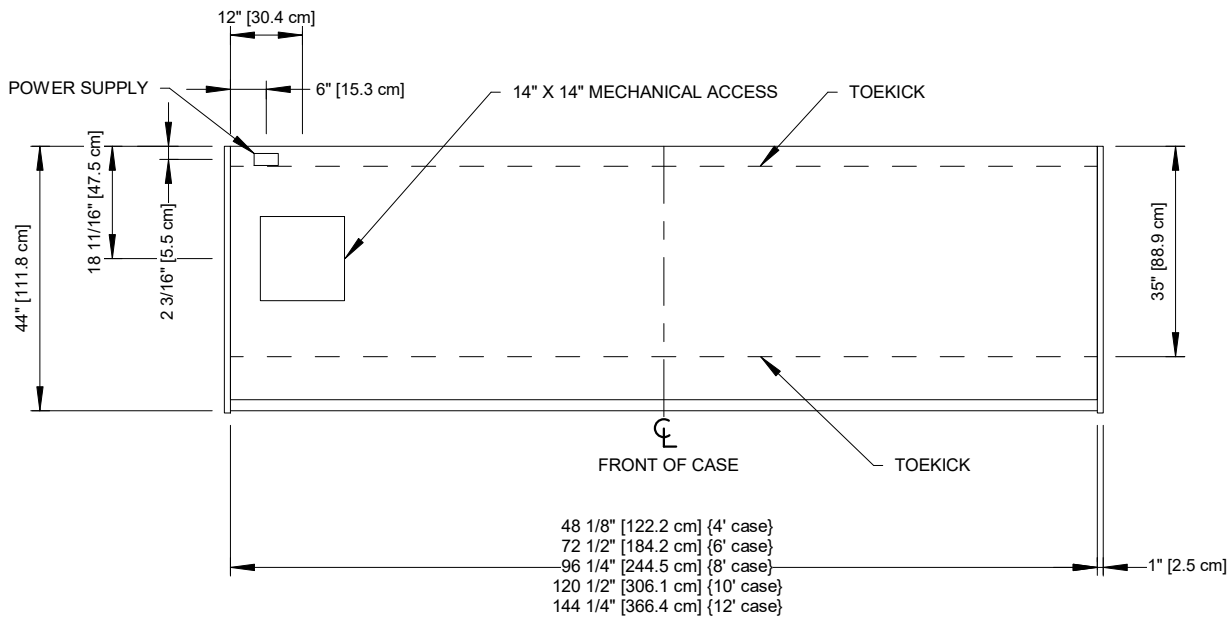 12" [30.4 cm]
POWER SUPPLY
6" [15.3 cm]
14" X 14" MECHANICAL ACCESS
TOEKICK
44" [111.8 cm]
18 11/16" [47.5 cm]
2 3/16" [5.5 cm]
35" [88.9 cm]
CL
FRONT OF CASE
TOEKICK
48 1/8" [122.2 cm] {4' case}
72 1/2" [184.2 cm] {6' case}
96 1/4" [244.5 cm] {8' case}
120 1/2" [306.1 cm] {10' case}
144 1/4" [366.4 cm] {12' case}
1" [2.5 cm]